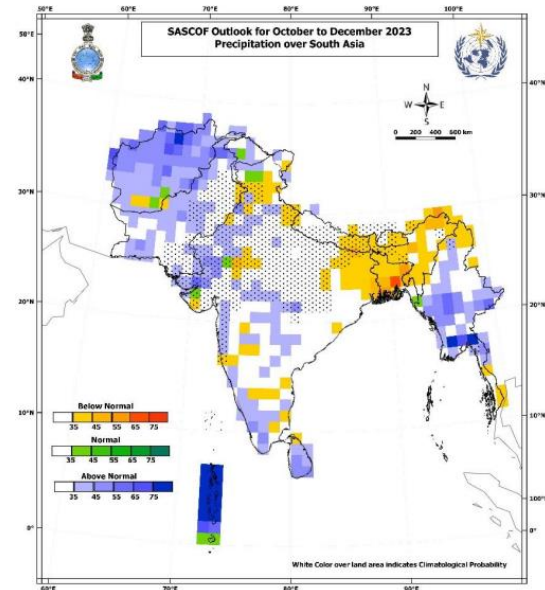 SASCOF Outlook for October to December 2023
Precipitation over South Asia
50°N
50°N
40°N
40°N
30°N
30°N
20°N
20°N
10°N
10°N
0°
0°
100°
60°E
70°E
80°E
90°E
100°E
N
W
E
S
0 200 400 600 km
Below Normal
35 45 55 65 75
Normal
35 45 55 65 75
Above Normal
35 45 55 65 75
White Color over land area indicates Climatological Probability